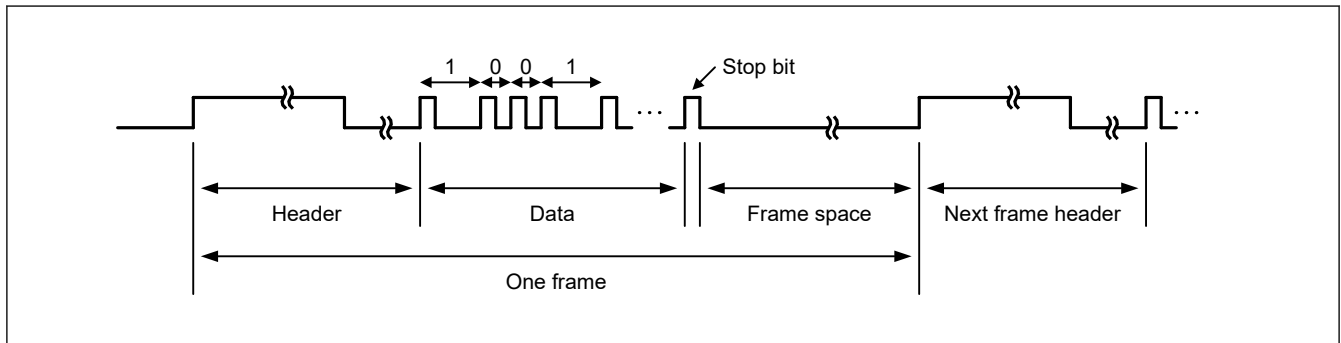 1 0 0 1
Stop bit
... ... ...
Header
Data
Frame space
Next frame header
One frame